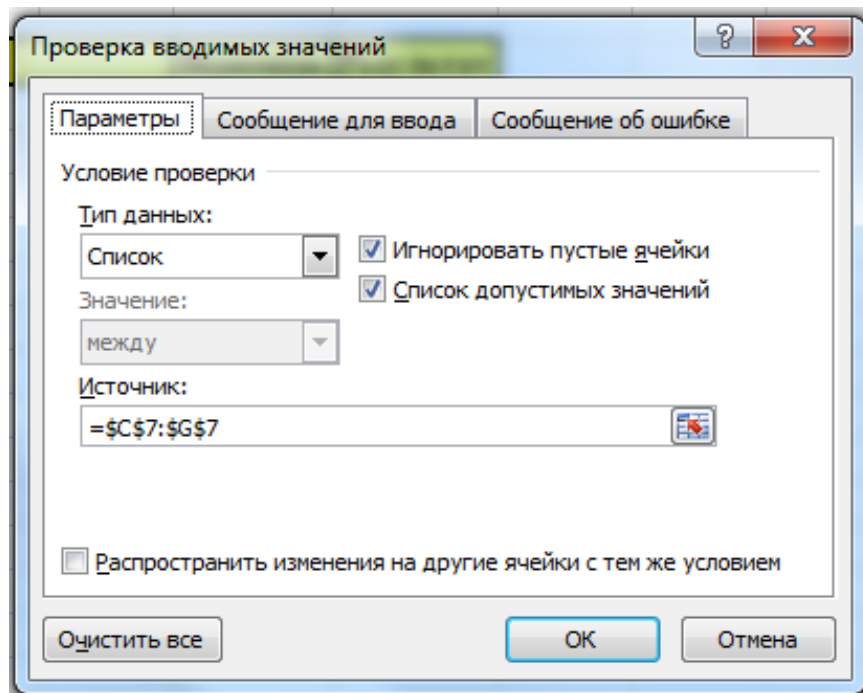 Проверка вводимых значений
Параметры Сообщение для ввода Сообщение об ошибке
Условие проверки
Тип данных:
Список
Игнорировать пустые ячейки
Значение:
Список допустимых значений
между
Источник:
=$C$7:$G$7
Распространить изменения на другие ячейки с тем же условием
Очистить все ОК Отмена